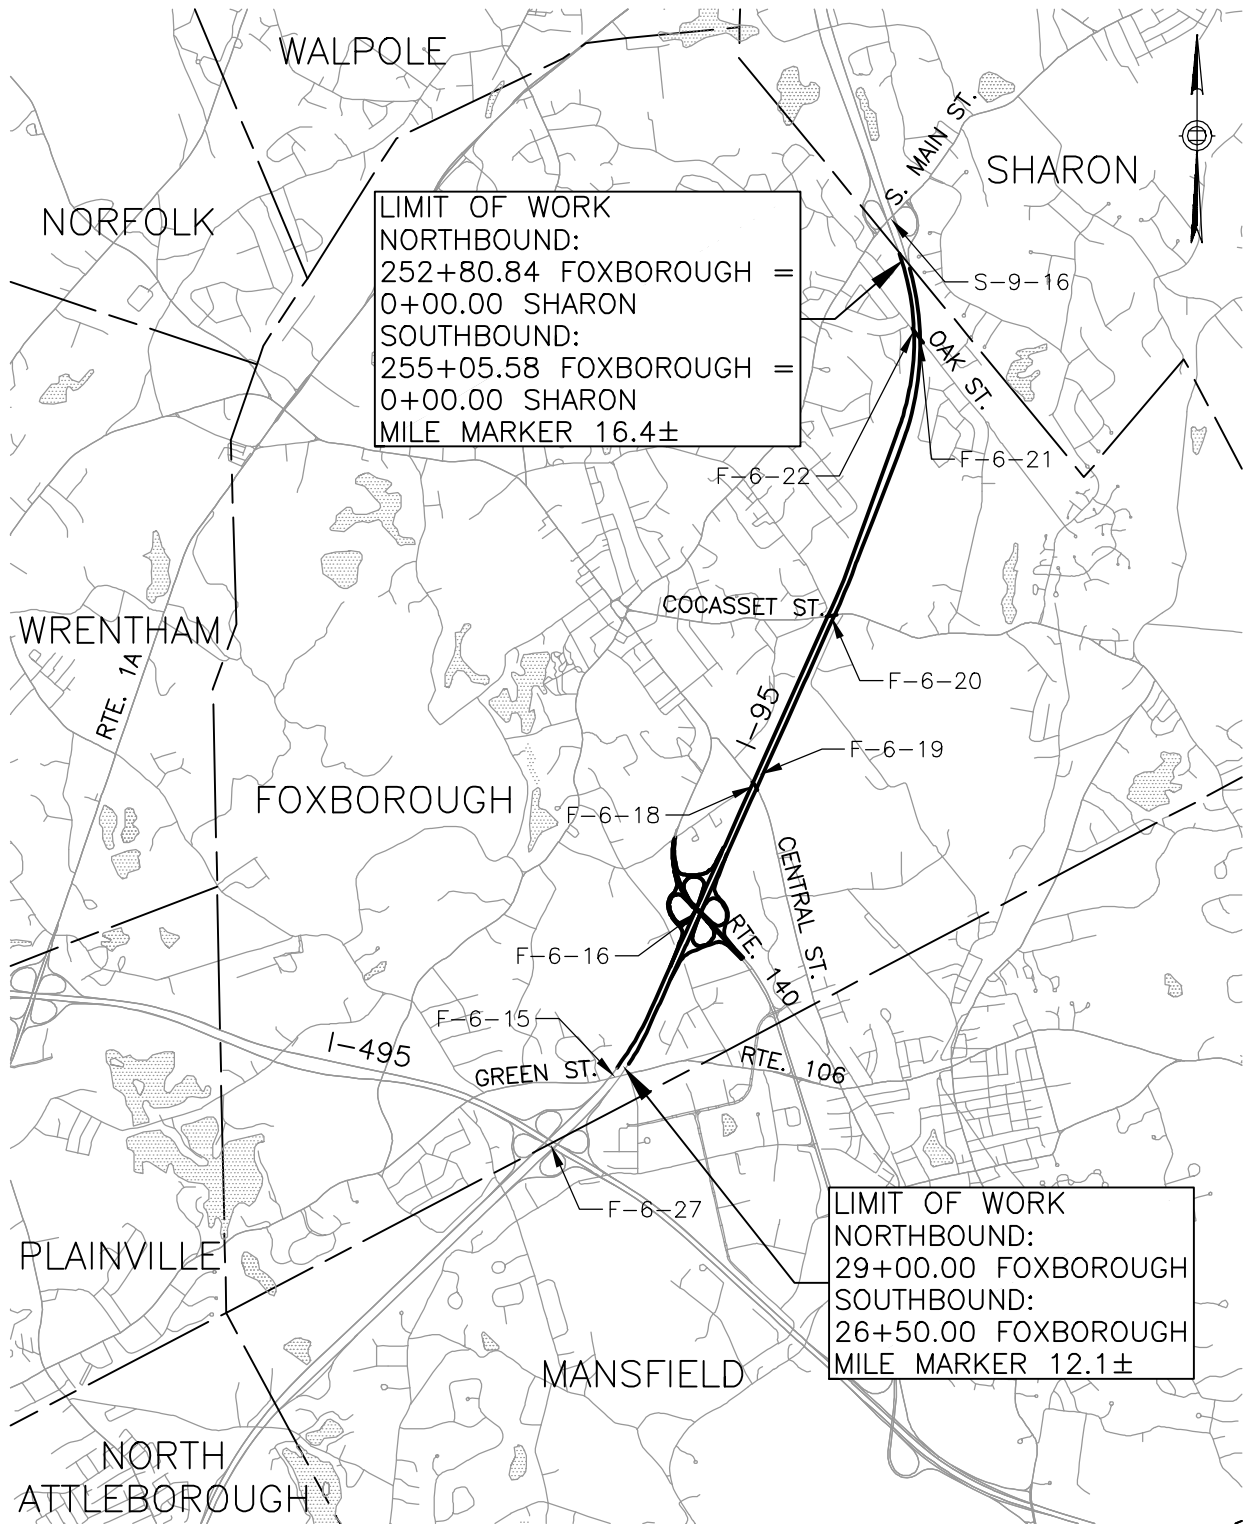 WALPOLE
S. MAIN ST.
SHARON
NORFOLK
LIMIT OF WORK
NORTHBOUND:
252+80.84 FOXBOROUGH =
0+00.00 SHARON
SOUTHBOUND:
255+05.58 FOXBOROUGH =
0+00.00 SHARON
MILE MARKER 16.4±
S-9-16
OAK ST.
F-6-22
F-6-21
COCASSET ST.
WRENTHAM
RTE. 1A
F-6-20
I-95
F-6-19
FOXBOROUGH
F-6-18
CENTRAL ST.
F-6-16
RTE. 140
F-6-15
I-495
GREEN ST.
RTE. 106
F-6-27
PLAINVILLE
LIMIT OF WORK
NORTHBOUND:
29+00.00 FOXBOROUGH
SOUTHBOUND:
26+50.00 FOXBOROUGH
MILE MARKER 12.1±
MANSFIELD
NORTH
ATTLEBOROUGH